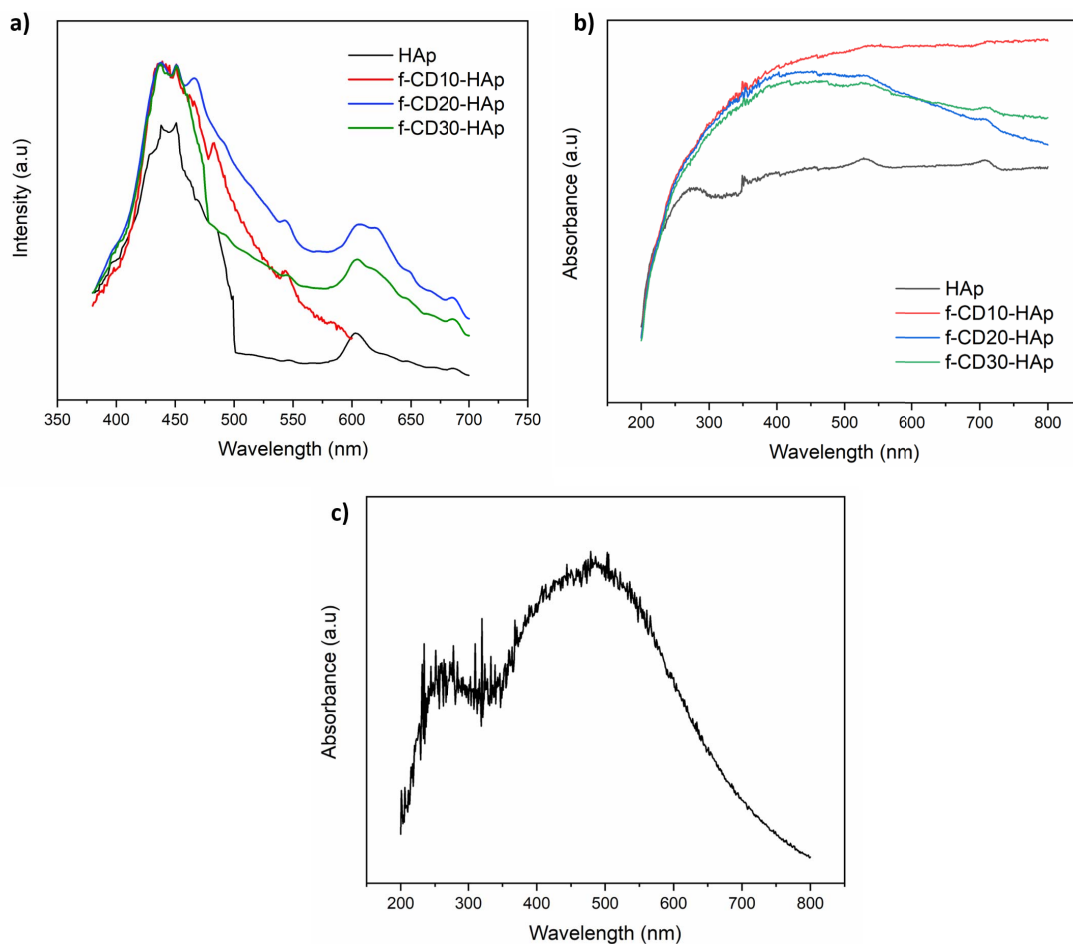 a)
HAp
f-CD10-HAp
f-CD20-HAp
f-CD30-HAp
Intensity (a.u)
350 400 450 500 550 600 650 700 750
Wavelength (nm)
b)
Absorbance (a.u)
HAp
f-CD10-HAp
f-CD20-HAp
f-CD30-HAp
200 300 400 500 600 700 800
Wavelength (nm)
c)
Absorbance (a.u)
200 300 400 500 600 700 800
Wavelength (nm)